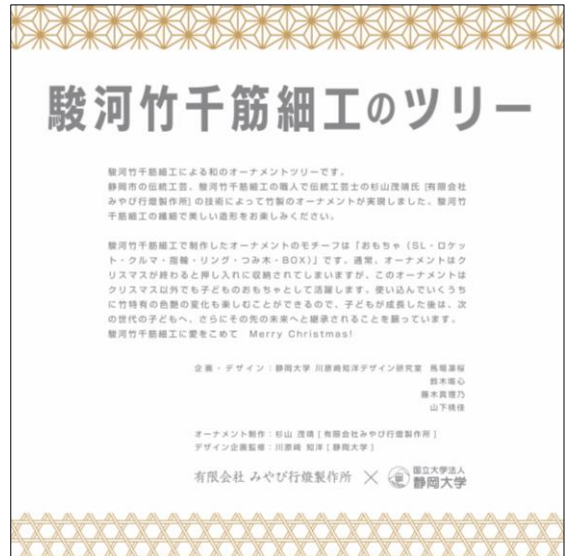 駿河竹千筋細工のツリー
駿河竹千筋細工による和のオーナメントツリーです。
静岡市の伝統工芸、駿河竹千筋細工の職人で伝統工芸士の杉山茂靖氏 [有限会社
みやび行燈製作所] の技術によって竹製のオーナメントが実現しました。駿河竹
千筋細工の繊細で美しい造形をお楽しみください。
駿河竹千筋細工で制作したオーナメントのモチーフは「おもちゃ（SL・ロケッ
ト・クルマ・指輪・リング・つみ木・BOX）」です。通常、オーナメントはク
リスマスが終わると押し入れに収納されてしまいますが、このオーナメントは
クリスマス以外でも子どものおもちゃとして活躍します。使い込んでいくうち
に竹特有の色艶の変化も楽しむことができるので、子どもが成長した後は、次
の世代の子どもへ、さらにその先の未来へと継承されることを願っています。
駿河竹千筋細工に愛をこめて Merry Christmas!
企画・デザイン：静岡大学 川原崎知洋デザイン研究室 馬場凜桜
鈴木心
藤木真理乃
山下桃佳
オーナメント制作：杉山 茂靖 [ 有限会社みやび行燈製作所 ]
デザイン企画監修：川原崎 知洋 [ 静岡大学 ]
有限会社 みやび行燈製作所 × 国立大学法人
静岡大学